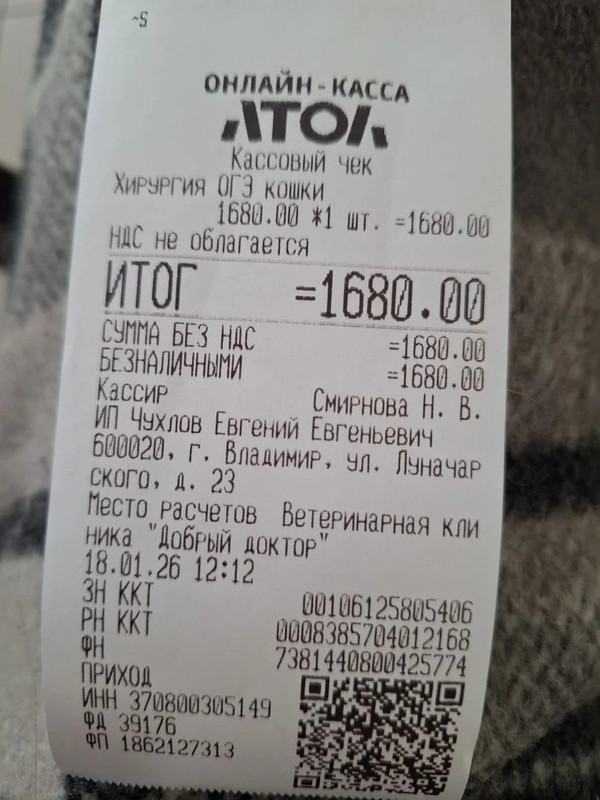 ~S
ОНЛАЙН-КАССА
АТОЛ
Кассовый чек
Хирургия ОГЭ кошки
1680.00 *1 шт. =1680.00
НДС не облагается
ИТОГ =1680.00
СУММА БЕЗ НДС =1680.00
БЕЗНАЛИЧНЫМИ =1680.00
Кассир Смирнова Н. В.
ИП Чухлов Евгений Евгеньевич
600020, г. Владимир, ул. Луначар
ского, д. 23
Место расчетов Ветеринарная кли
ника "Добрый доктор"
18.01.26 12:12
ЗН ККТ 00106125805406
РН ККТ 0008385704012168
ФН 7381440800425774
ПРИХОД
ИНН 370800305149
ФД 39176
ФП 1862127313